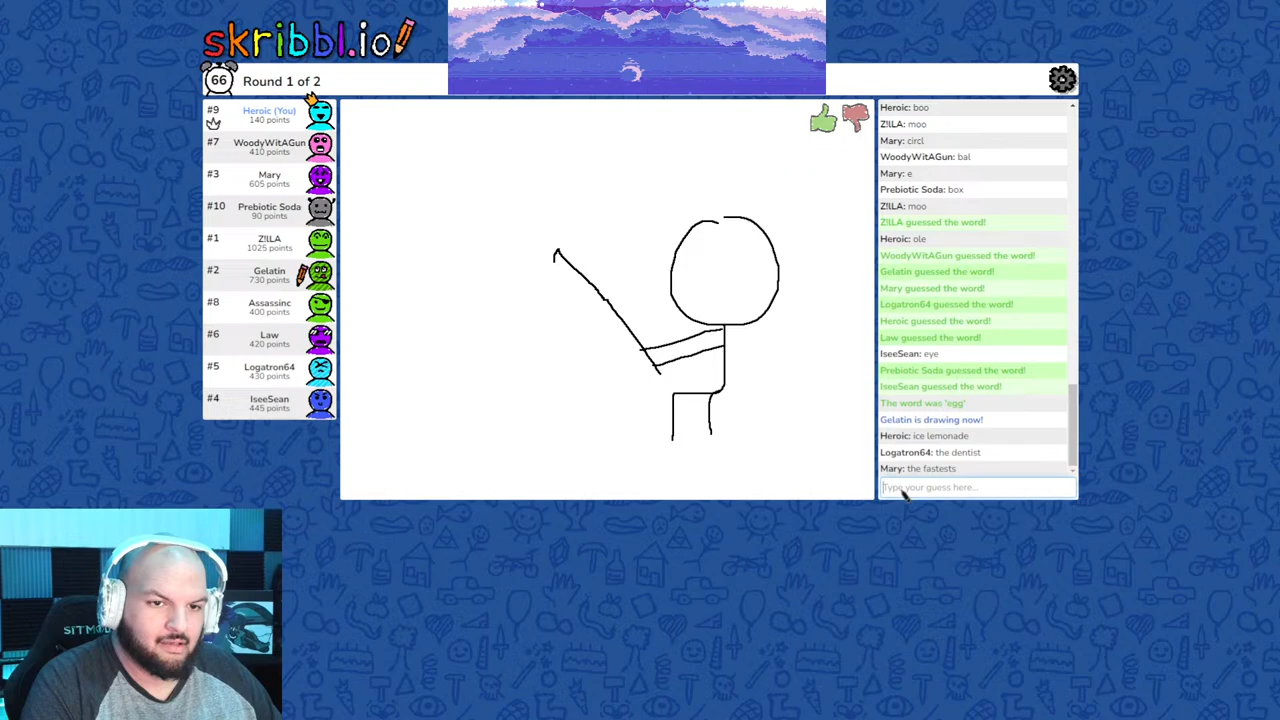 skribbl.io
66
Round 1 of 2
#9
Heroic (You)
140 points
#7
WoodyWitAGun
410 points
#3
Mary
605 points
#10
Prebiotic Soda
90 points
#1
Z!lLA
1025 points
#2
Gelatin
730 points
#8
Assassinc
400 points
#6
Law
420 points
#5
Logatron64
430 points
#4
IseeSean
445 points
Heroic: boo
Z!lLA: moo
Mary: circl
WoodyWitAGun: bal
Mary: e
Prebiotic Soda: box
Z!lLA: moo
Z!lLA guessed the word!
Heroic: ole
WoodyWitAGun guessed the word!
Gelatin guessed the word!
Mary guessed the word!
Logatron64 guessed the word!
Heroic guessed the word!
Law guessed the word!
IseeSean: eye
Prebiotic Soda guessed the word!
IseeSean guessed the word!
The word was 'egg'
Gelatin is drawing now!
Heroic: ice lemonade
Logatron64: the dentist
Mary: the fastests
Type your guess here...